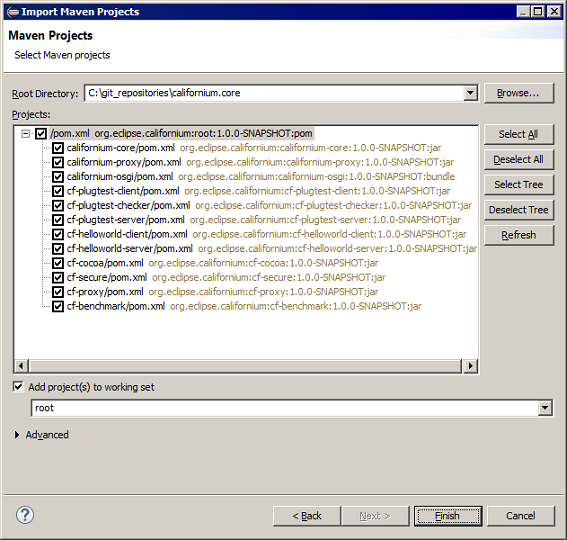 Import Maven Projects
Maven Projects
Select Maven projects
Root Directory: C:\git_repositories\californium.core Browse...
Projects:
/pom.xml org.eclipse.californium:root:1.0.0-SNAPSHOT:pom Select All
californium-core/pom.xml org.eclipse.californium:californium-core:1.0.0-SNAPSHOT:jar
californium-proxy/pom.xml org.eclipse.californium:californium-proxy:1.0.0-SNAPSHOT:jar Deselect All
californium-osgi/pom.xml org.eclipse.californium:californium-osgi:1.0.0-SNAPSHOT:bundle
cf-plugtest-client/pom.xml org.eclipse.californium:cf-plugtest-client:1.0.0-SNAPSHOT:jar Select Tree
cf-plugtest-checker/pom.xml org.eclipse.californium:cf-plugtest-checker:1.0.0-SNAPSHOT:jar
cf-plugtest-server/pom.xml org.eclipse.californium:cf-plugtest-server:1.0.0-SNAPSHOT:jar Deselect Tree
cf-helloworld-client/pom.xml org.eclipse.californium:cf-helloworld-client:1.0.0-SNAPSHOT:jar Refresh
cf-helloworld-server/pom.xml org.eclipse.californium:cf-helloworld-server:1.0.0-SNAPSHOT:jar
cf-cocoa/pom.xml org.eclipse.californium:cf-cocoa:1.0.0-SNAPSHOT:jar
cf-secure/pom.xml org.eclipse.californium:cf-secure:1.0.0-SNAPSHOT:jar
cf-proxy/pom.xml org.eclipse.californium:cf-proxy:1.0.0-SNAPSHOT:jar
cf-benchmark/pom.xml org.eclipse.californium:cf-benchmark:1.0.0-SNAPSHOT:jar
Add project(s) to working set
root
Advanced
? < Back Next > Finish Cancel